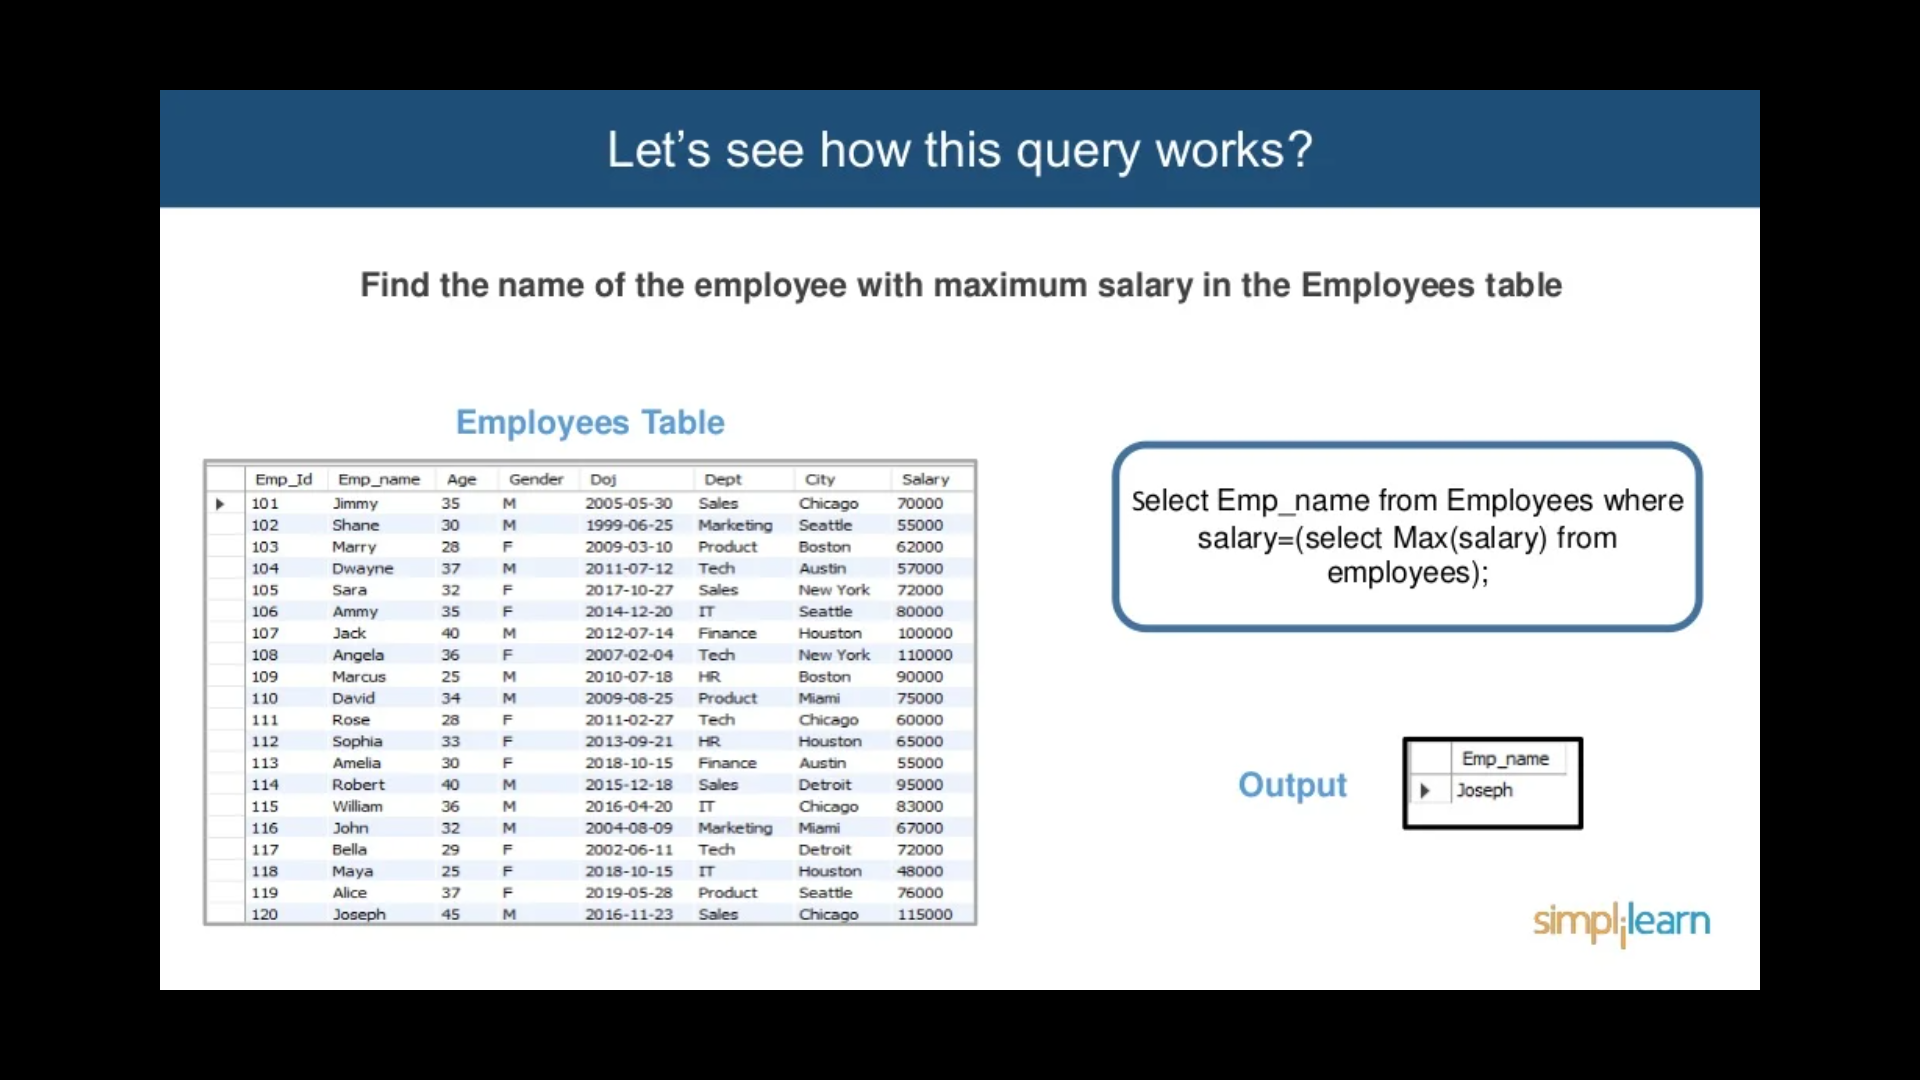 Let’s see how this query works?
Find the name of the employee with maximum salary in the Employees table
Employees Table
Emp_Id Emp_name Age Gender Doj Dept City Salary
101 Jimmy 35 M 2005-05-30 Sales Chicago 70000
102 Shane 30 M 1999-06-25 Marketing Seattle 55000
103 Marry 28 F 2009-03-10 Product Boston 62000
104 Dwayne 37 M 2011-07-12 Tech Austin 57000
105 Sara 32 F 2017-10-27 Sales New York 72000
106 Ammy 35 F 2014-12-20 IT Seattle 80000
107 Jack 40 M 2012-07-14 Finance Houston 100000
108 Angela 36 F 2007-02-04 Tech New York 110000
109 Marcus 25 M 2010-07-18 HR Boston 90000
110 David 34 M 2009-08-25 Product Miami 75000
111 Rose 28 F 2011-02-27 Tech Chicago 60000
112 Sophia 33 F 2013-09-21 HR Houston 65000
113 Amelia 30 F 2018-10-15 Finance Austin 55000
114 Robert 40 M 2015-12-18 Sales Detroit 95000
115 William 36 M 2016-04-20 IT Chicago 83000
116 John 32 M 2004-08-09 Marketing Miami 67000
117 Bella 29 F 2002-06-11 Tech Detroit 72000
118 Maya 25 F 2018-10-15 IT Houston 48000
119 Alice 37 F 2019-05-28 Product Seattle 76000
120 Joseph 45 M 2016-11-23 Sales Chicago 115000
Select Emp_name from Employees where
salary=(select Max(salary) from
employees);
Output
Emp_name
Joseph
simplilearn